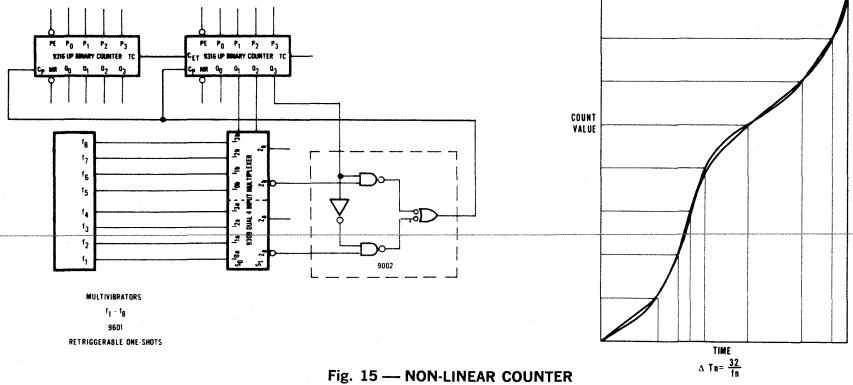 PE P0 P1 P2 P3
9316 UP BINARY COUNTER TC
CP MR Q0 Q1 Q2 Q3
PE P0 P1 P2 P3
CET 9316 UP BINARY COUNTER TC
CP MR Q0 Q1 Q2 Q3
f8
f7
f6
f5
f4
f3
f2
f1
I3b
I2b
I1b
I0b
I3a
I2a
I1a
I0a
S0
S1
9309 DUAL 4 INPUT MULTIPLEXER
Zb
Zb
Za
Za
9002
MULTIVIBRATORS
f1 - f8
9601
RETRIGGERABLE ONE-SHOTS
COUNT
VALUE
TIME
Δ Tn= 32/fn
Fig. 15 — NON-LINEAR COUNTER